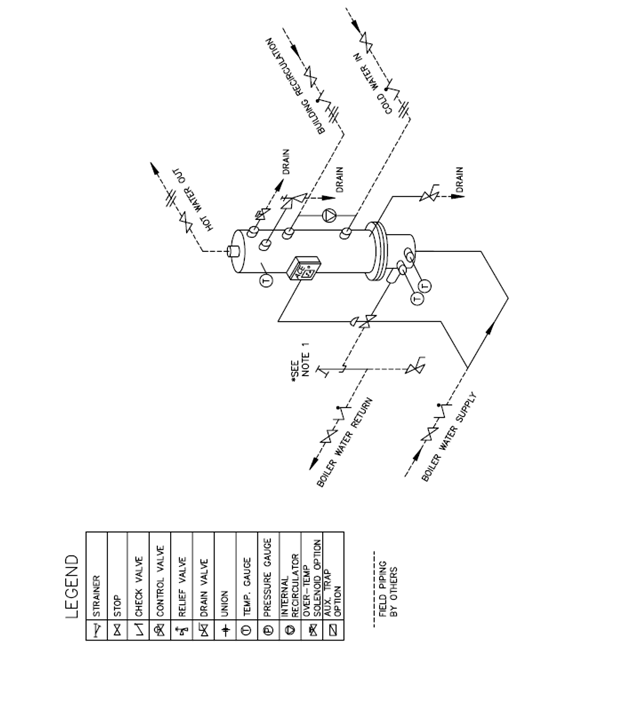 HOT WATER OUT
BUILDING RECIRCULATION
COLD WATER IN
DRAIN
DRAIN
DRAIN
T
ACE
*
T
T
*SEE
NOTE 1
BOILER WATER RETURN
BOILER WATER SUPPLY
LEGEND
STRAINER
STOP
CHECK VALVE
CONTROL VALVE
RELIEF VALVE
DRAIN VALVE
UNION
T TEMP. GAUGE
P PRESSURE GAUGE
INTERNAL
RECIRCULATOR
OVER-TEMP
SOLENOID OPTION
AUX. TRAP
OPTION
FIELD PIPING
BY OTHERS